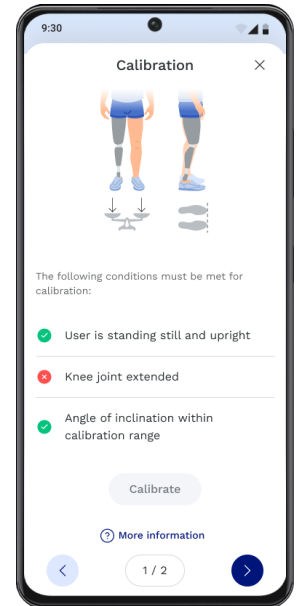 9:30
Calibration
The following conditions must be met for
calibration:
User is standing still and upright
Knee joint extended
Angle of inclination within
calibration range
Calibrate
? More information
1 / 2